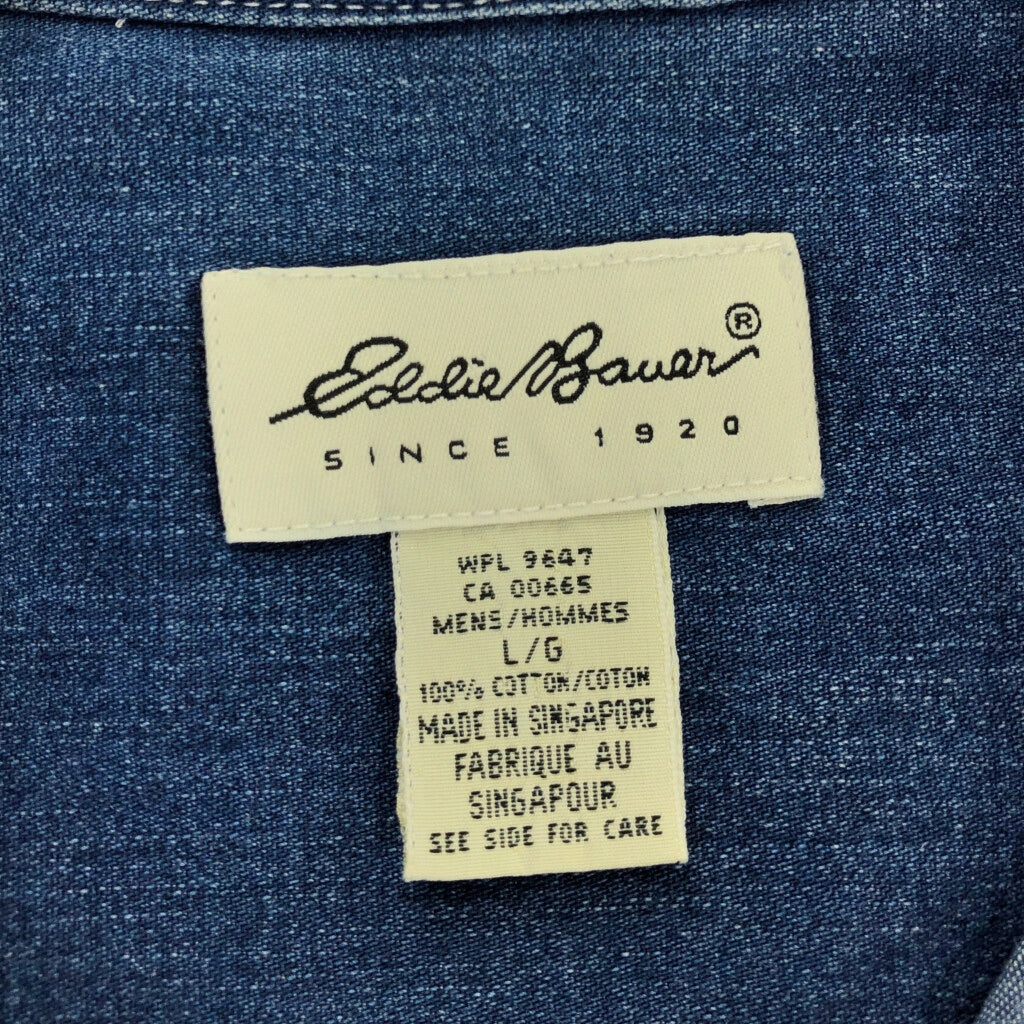 Eddie Bauer ®
SINCE 1920
WPL 9647
CA 00665
MENS/HOMMES
L/G
100% COTTON/COTON
MADE IN SINGAPORE
FABRIQUE AU
SINGAPOUR
SEE SIDE FOR CARE